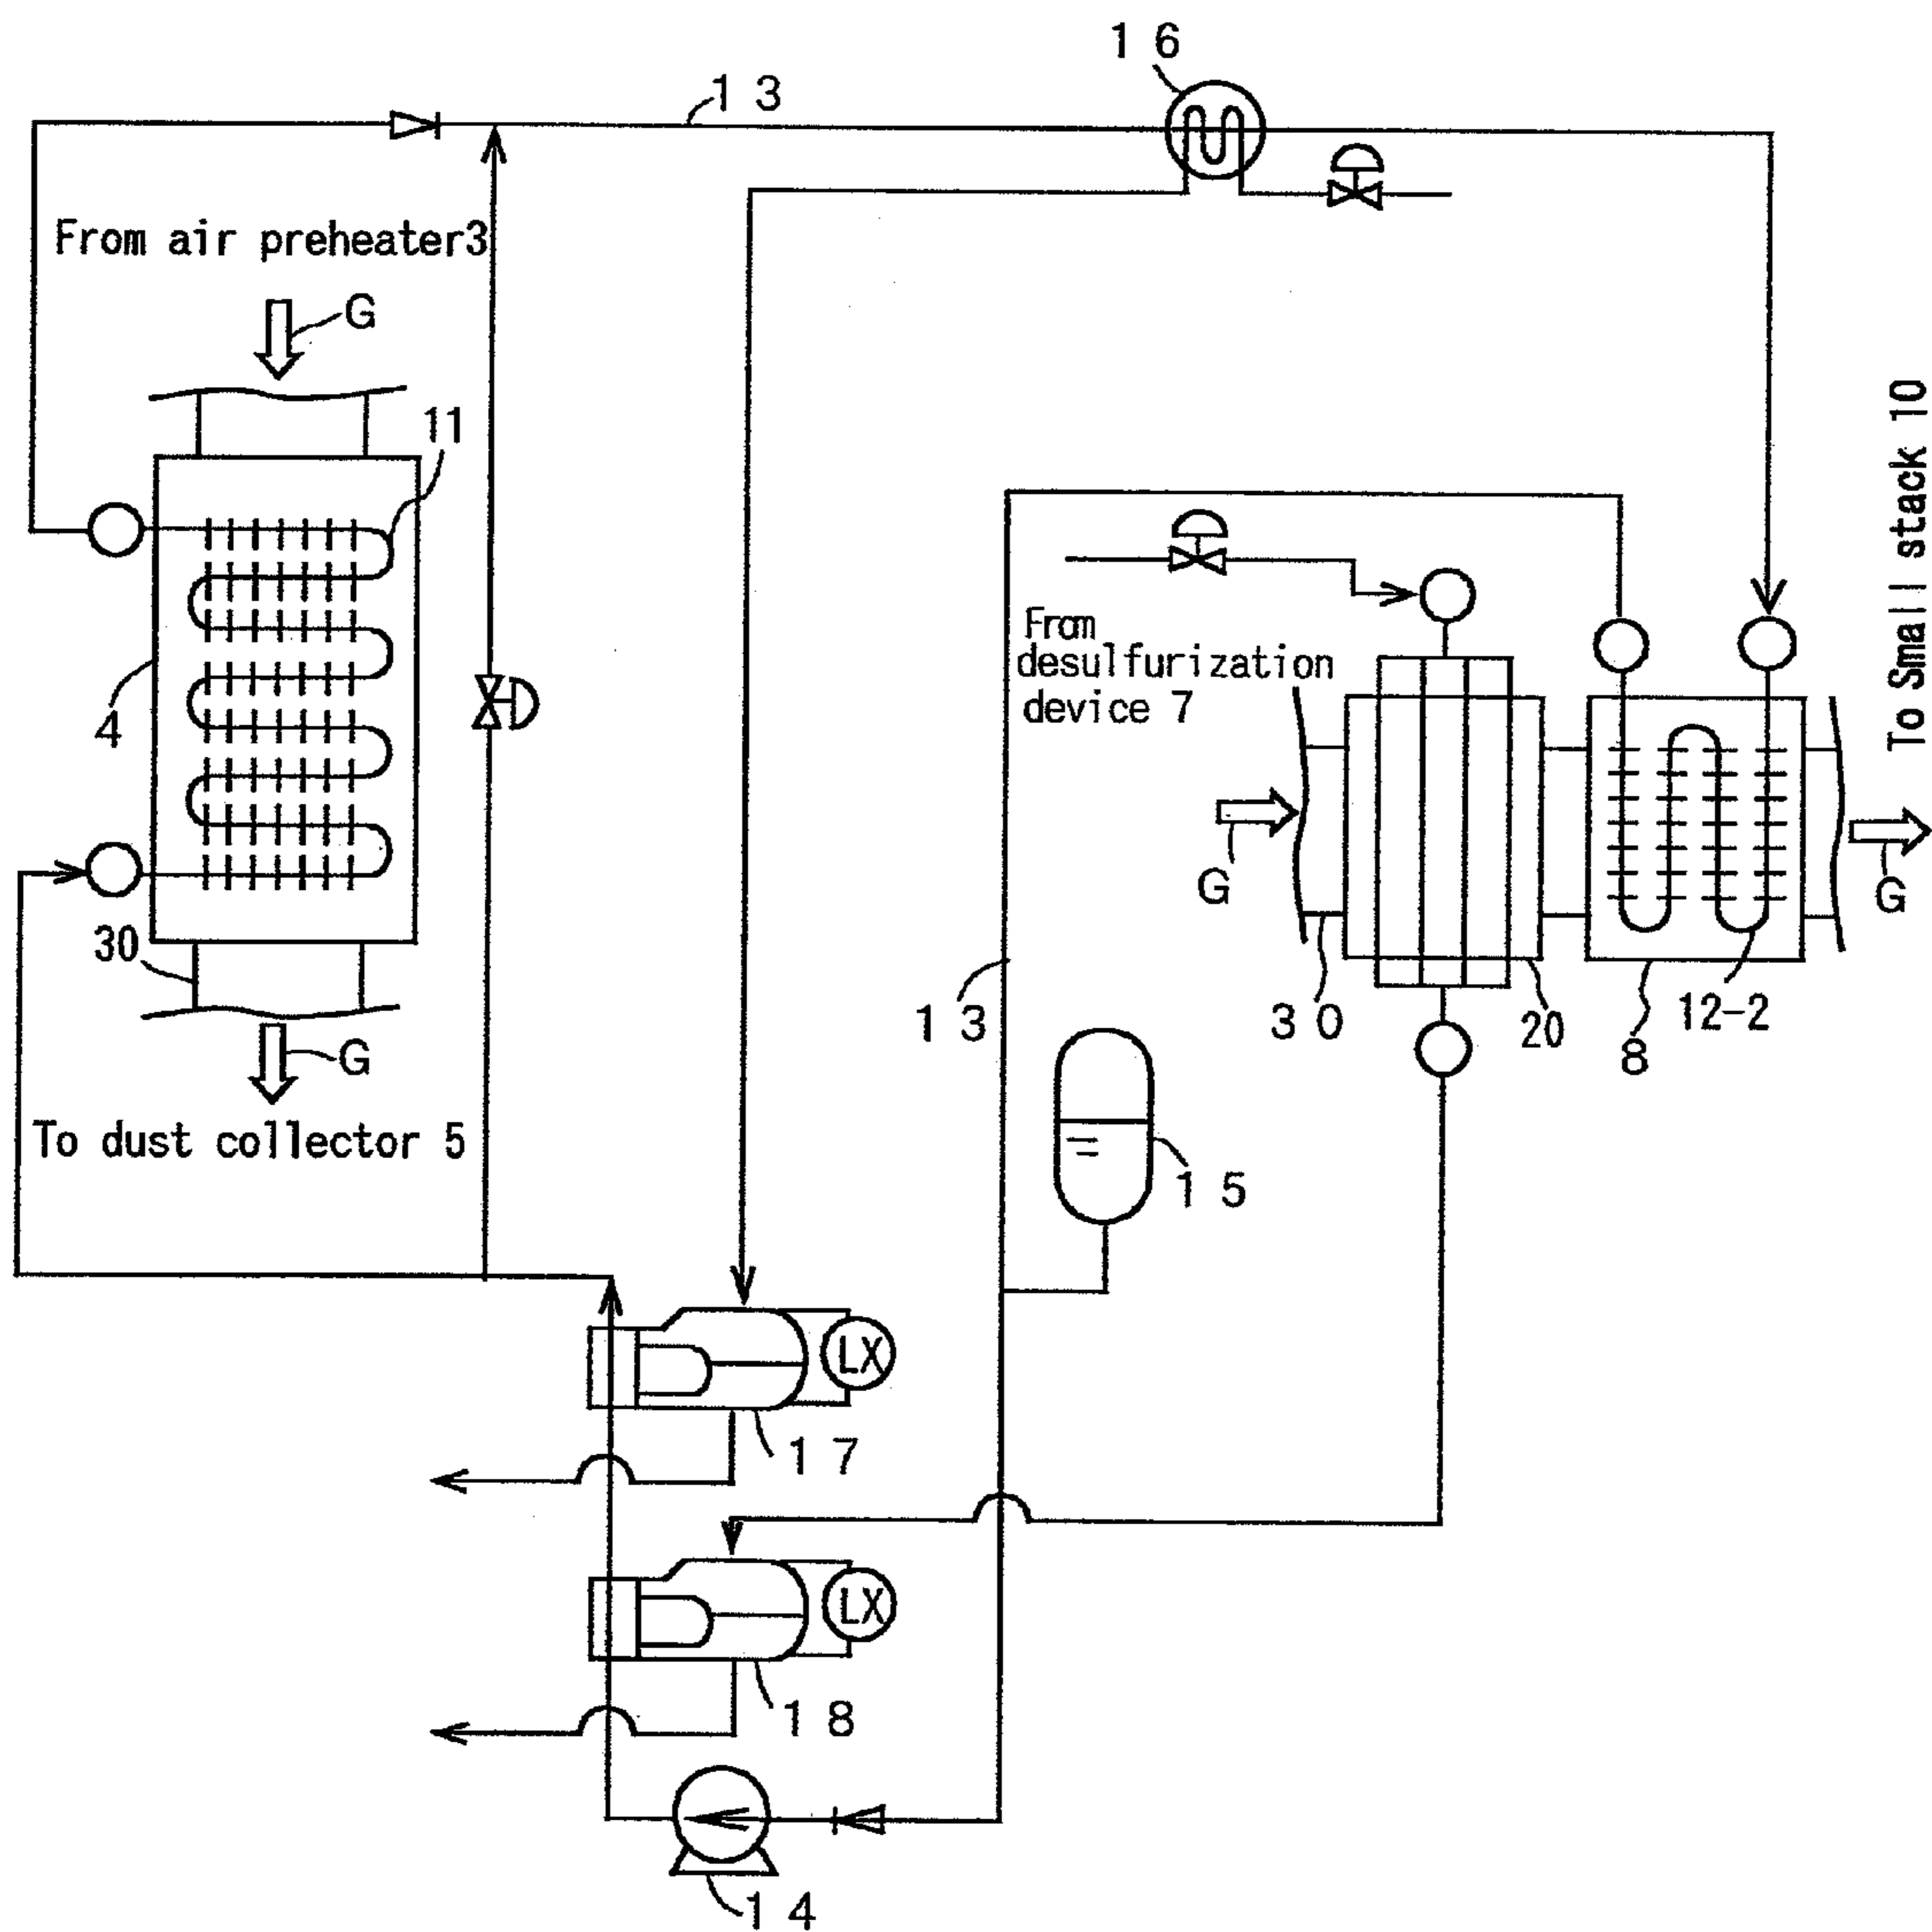 16
13
From air preheater3
G
11
To Small stack 10
4
From
desulfurization
device 7
G
G
30
13
30
20
8
12-2
G
To dust collector 5
15
LX
17
LX
18
14